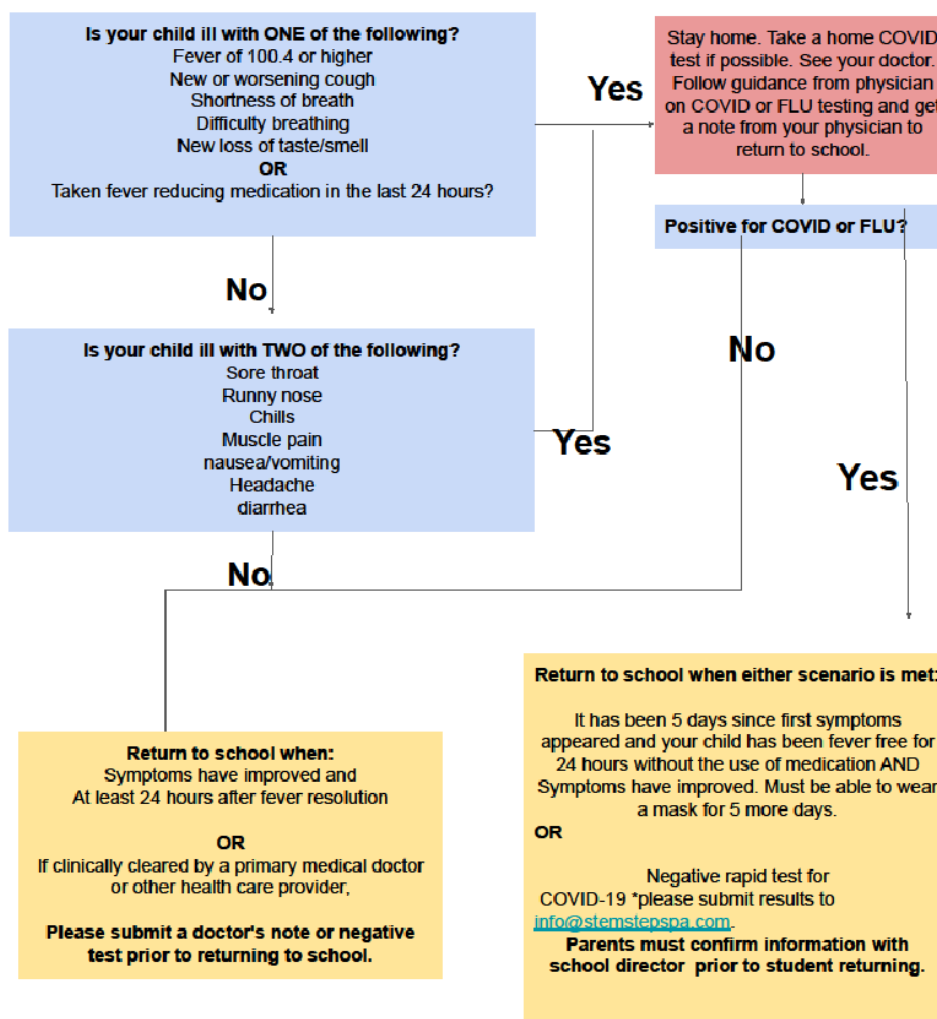 Is your child ill with ONE of the following?
Fever of 100.4 or higher
New or worsening cough
Shortness of breath
Difficulty breathing
New loss of taste/smell
OR
Taken fever reducing medication in the last 24 hours?
Yes
Stay home. Take a home COVID
test if possible. See your doctor.
Follow guidance from physician
on COVID or FLU testing and get
a note from your physician to
return to school.
Positive for COVID or FLU?
No
Is your child ill with TWO of the following?
Sore throat
Runny nose
Chills
Muscle pain
nausea/vomiting
Headache
diarrhea
Yes
No
Yes
No
Return to school when:
Symptoms have improved and
At least 24 hours after fever resolution
OR
If clinically cleared by a primary medical doctor
or other health care provider,
Please submit a doctor's note or negative
test prior to returning to school.
Return to school when either scenario is met:
It has been 5 days since first symptoms
appeared and your child has been fever free for
24 hours without the use of medication AND
Symptoms have improved. Must be able to wear
a mask for 5 more days.
OR
Negative rapid test for
COVID-19 *please submit results to
info@stemstepspa.com.
Parents must confirm information with
school director prior to student returning.